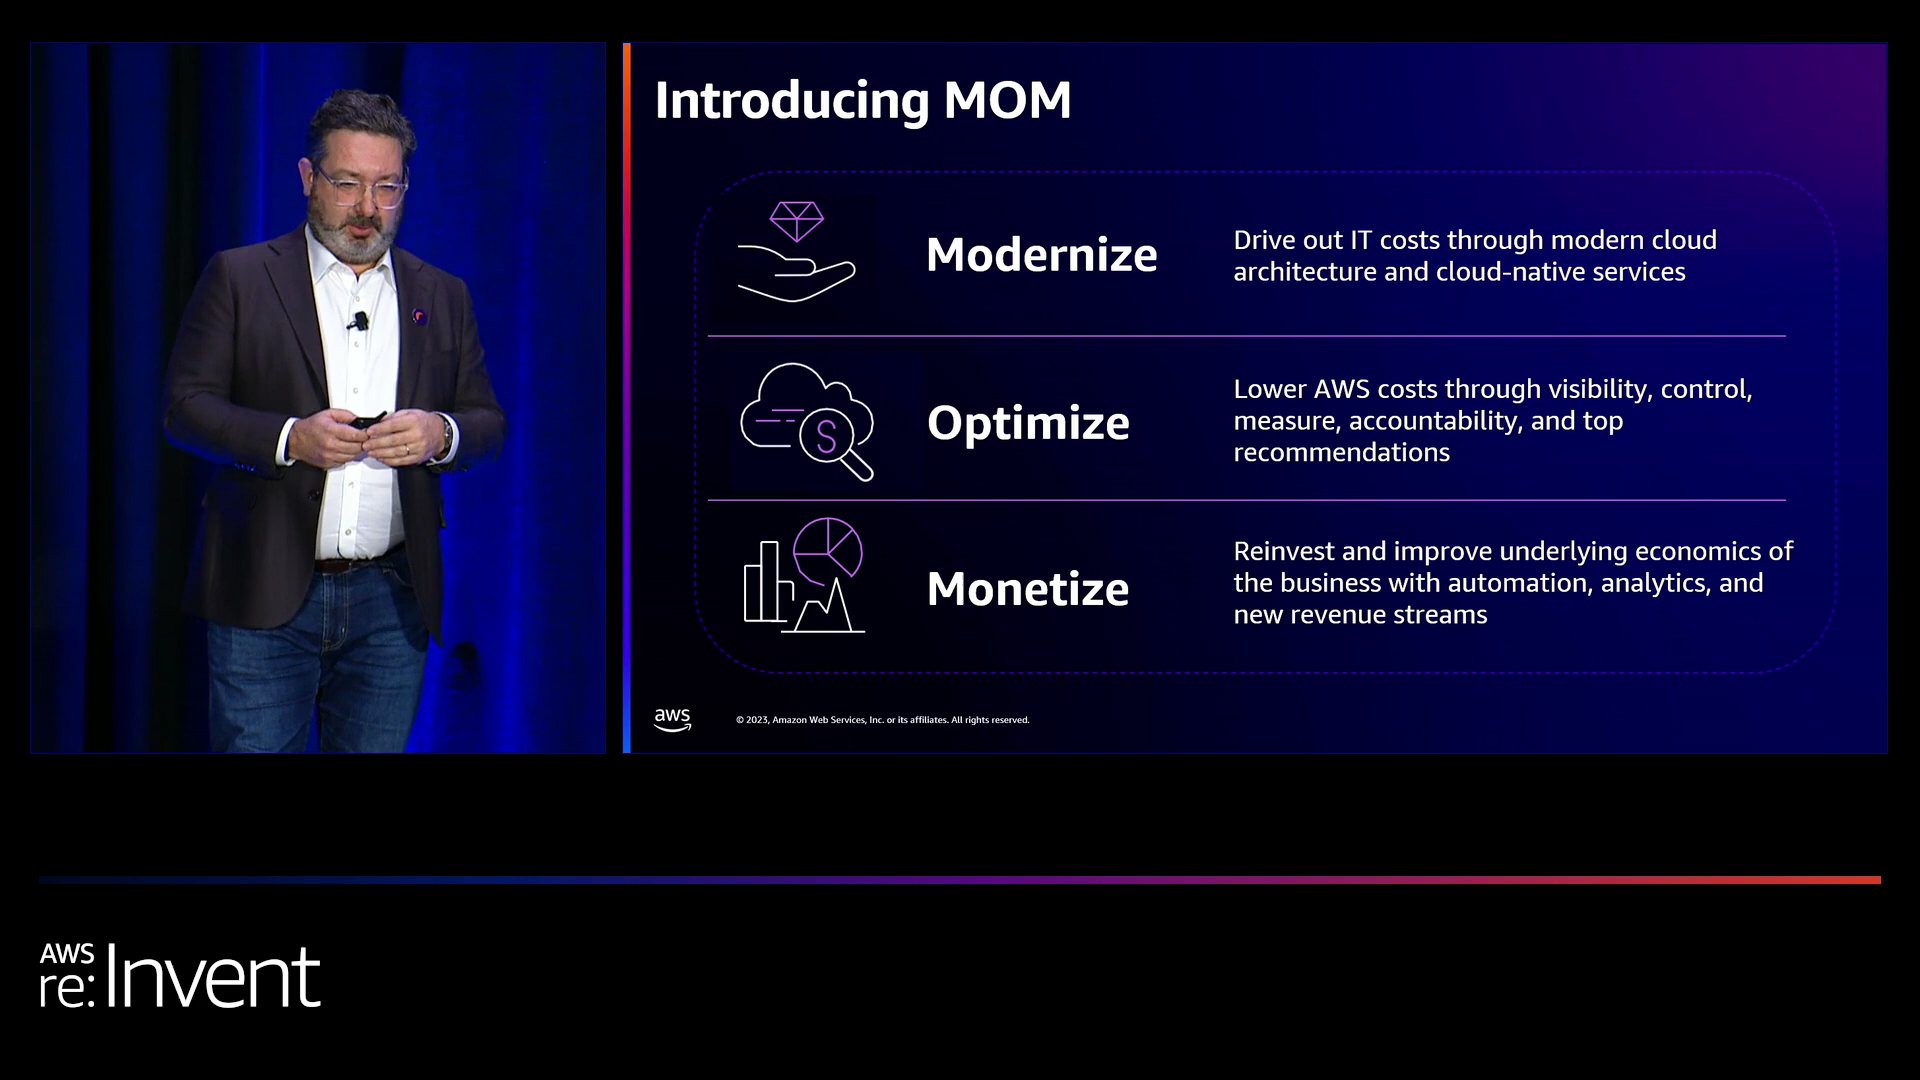 Introducing MOM
Modernize
Drive out IT costs through modern cloud
architecture and cloud-native services
Optimize
Lower AWS costs through visibility, control,
measure, accountability, and top
recommendations
Monetize
Reinvest and improve underlying economics of
the business with automation, analytics, and
new revenue streams
aws
© 2023, Amazon Web Services, Inc. or its affiliates. All rights reserved.
AWS
re:Invent